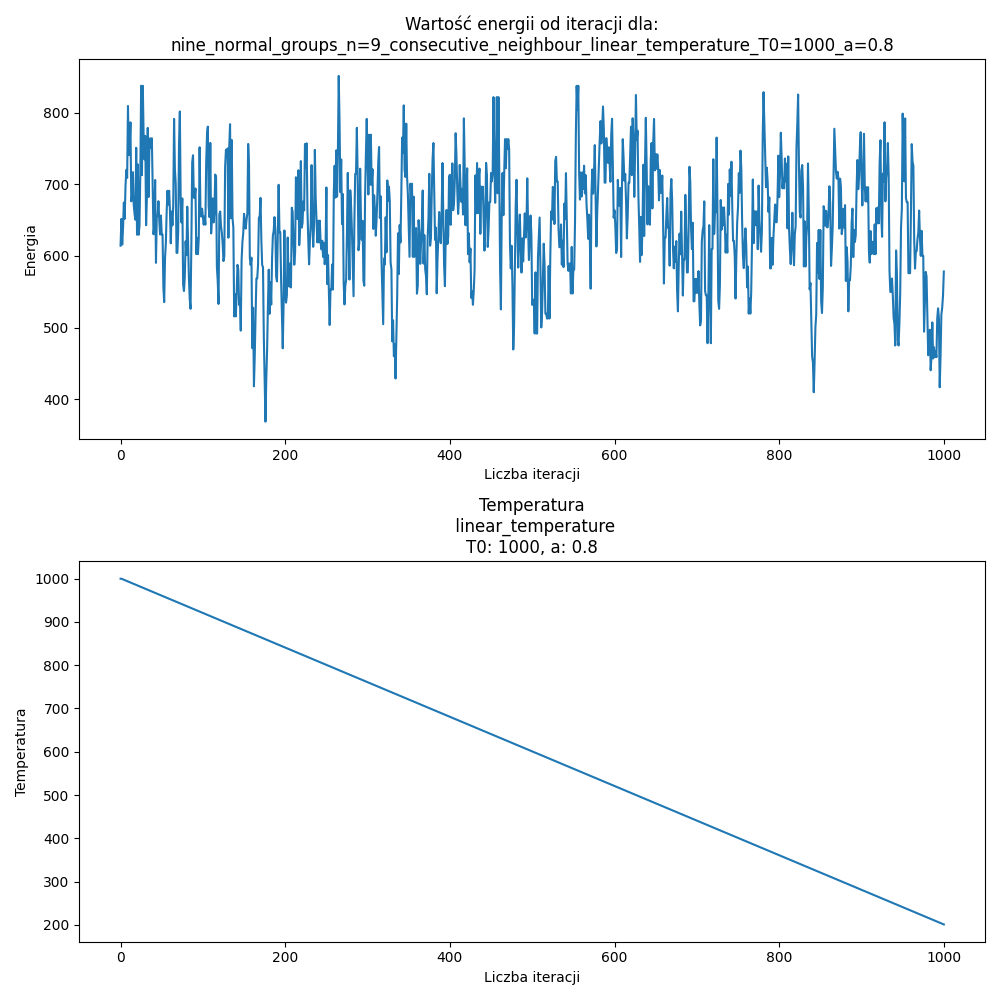 Wartość energii od iteracji dla:
nine_normal_groups_n=9_consecutive_neighbour_linear_temperature_T0=1000_a=0.8
800
700
600
500
400
Energia
0 200 400 600 800 1000
Liczba iteracji
Temperatura
linear_temperature
T0: 1000, a: 0.8
1000
900
800
700
600
500
400
300
200
Temperatura
0 200 400 600 800 1000
Liczba iteracji